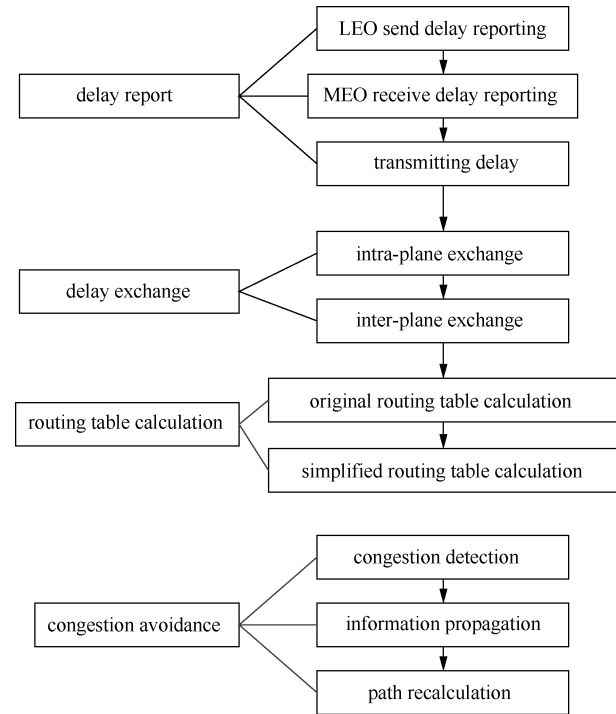 LEO send delay reporting
delay report
MEO receive delay reporting
transmitting delay
intra-plane exchange
delay exchange
inter-plane exchange
original routing table calculation
routing table calculation
simplified routing table calculation
congestion detection
congestion avoidance
information propagation
path recalculation